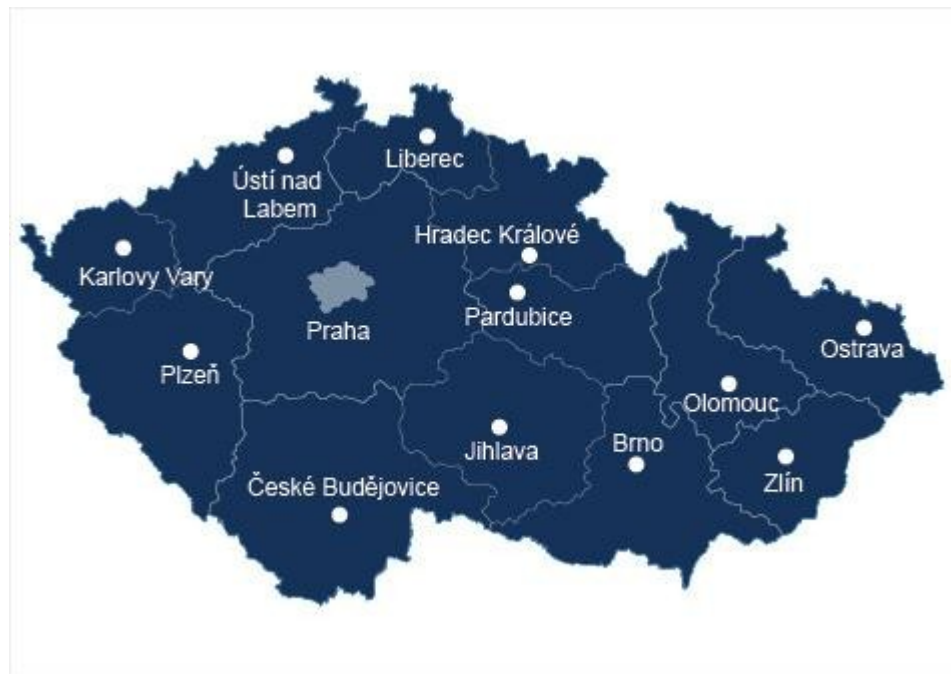 Liberec
Ústí nad
Labem
Hradec Králové
Karlovy Vary
Pardubice
Praha
Ostrava
Plzeň
Olomouc
Brno
Jihlava
Zlín
České Budějovice